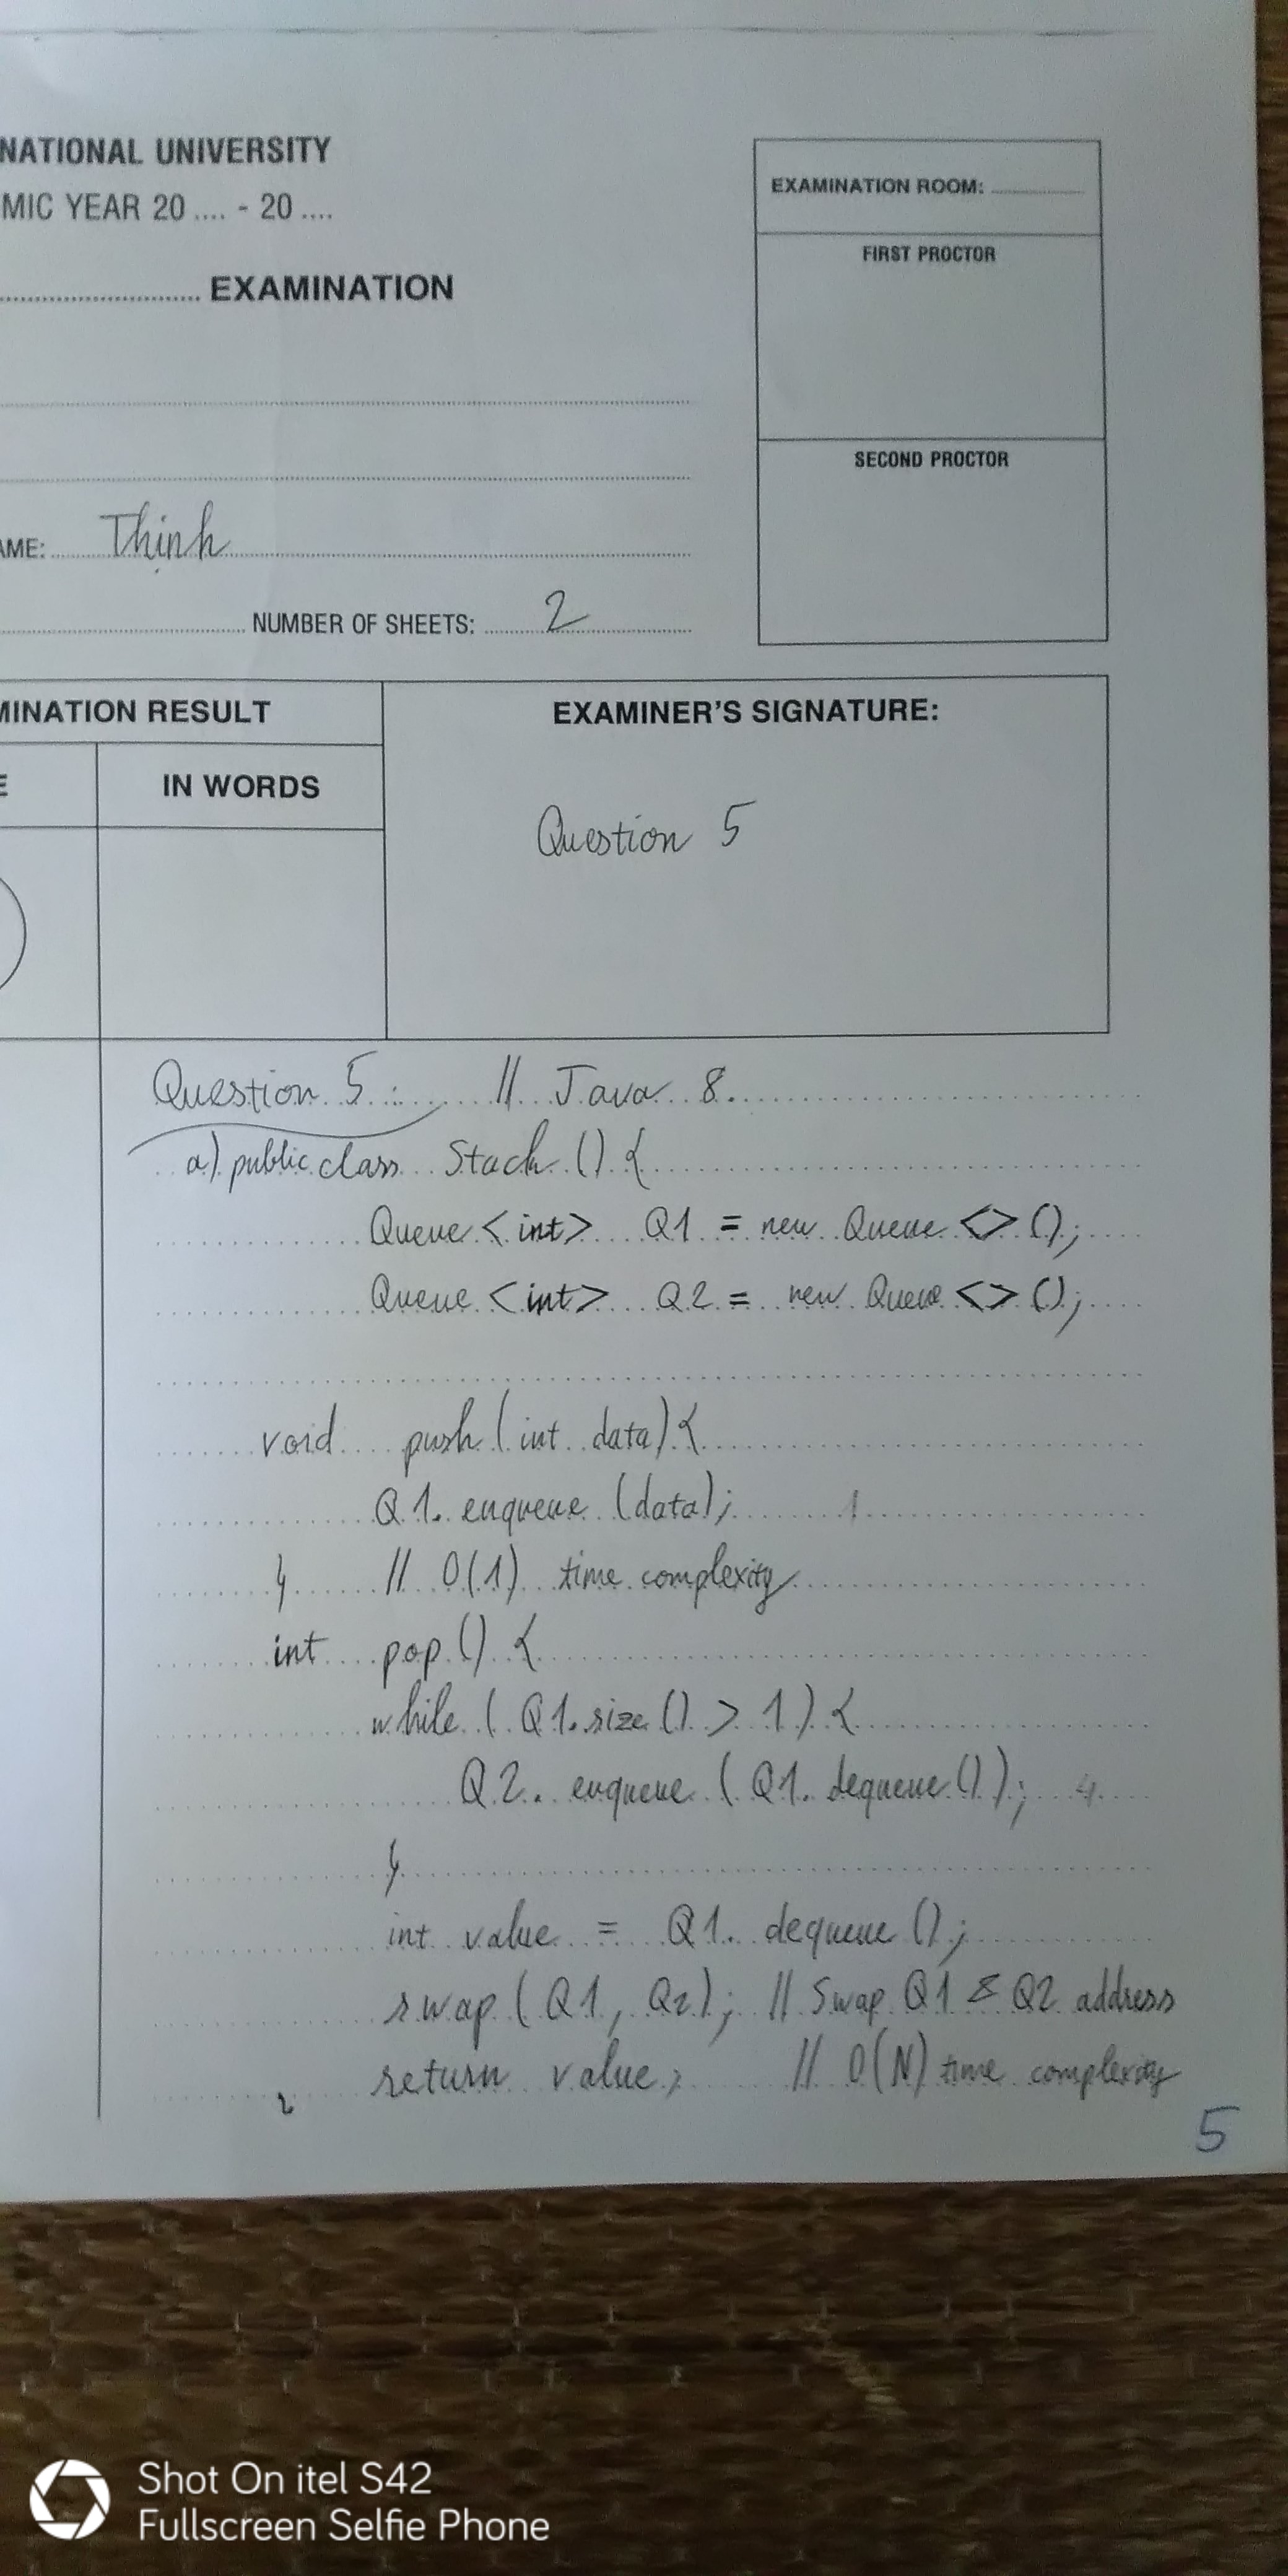 NATIONAL UNIVERSITY
MIC YEAR 20 .... - 20 ....
EXAMINATION
EXAMINATION ROOM:
FIRST PROCTOR
SECOND PROCTOR
AME: Thịnh
NUMBER OF SHEETS: 2
MINATION RESULT
EXAMINER'S SIGNATURE:
E
IN WORDS
Question 5
Question 5 : // Java 8.
a) public class Stack () {
Queue <int> Q1 = new Queue <> ();
Queue <int> Q2 = new Queue <> ();
void push (int data) {
Q1. enqueue (data); 1
} // O(1) time complexity
int pop () {
while ( Q1.size () > 1 ) {
Q2. enqueue ( Q1. dequeue () ); 4
}
int value = Q1. dequeue ();
swap ( Q1, Q2); // Swap Q1 & Q2 address
return value; // O(N) time complexity
}
5
Shot On itel S42
Fullscreen Selfie Phone